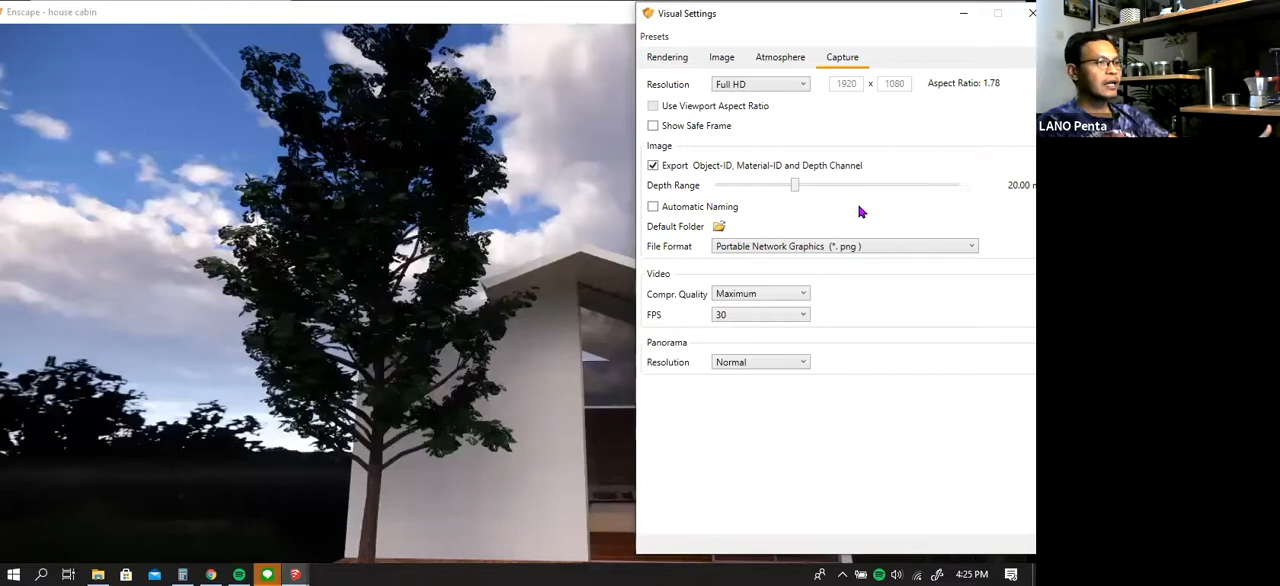 Enscape - house cabin
Visual Settings
Presets
Rendering Image Atmosphere Capture
Resolution Full HD 1920 x 1080 Aspect Ratio: 1.78
Use Viewport Aspect Ratio
Show Safe Frame
Image
Export Object-ID, Material-ID and Depth Channel
Depth Range 20.00 m
Automatic Naming
Default Folder
File Format Portable Network Graphics (*. png )
Video
Compr. Quality Maximum
FPS 30
Panorama
Resolution Normal
LANO Penta
4:25 PM